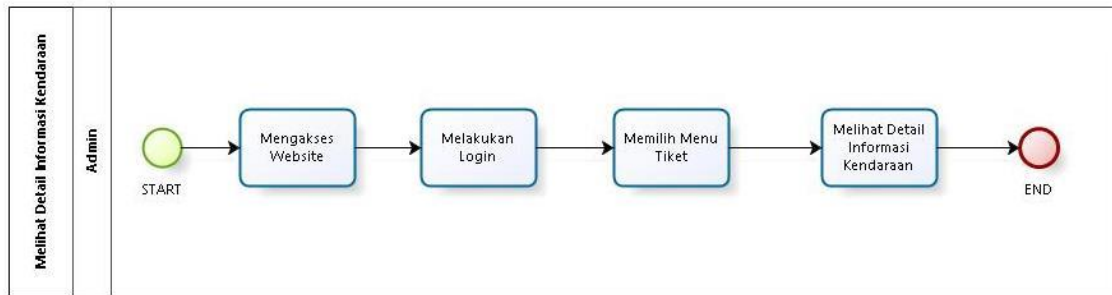 Melihat Detail Informasi Kendaraan
Admin
START
Mengakses
Website
Melakukan
Login
Memilih Menu
Tiket
Melihat Detail
Informasi
Kendaraan
END